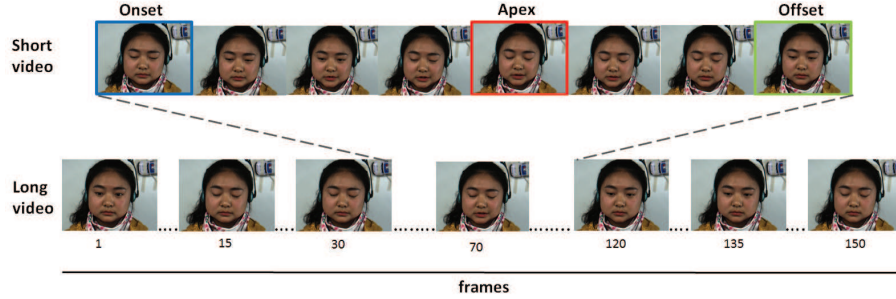 Onset Apex Offset
Short
video
Long
video
1 15 30 70 120 135 150
frames